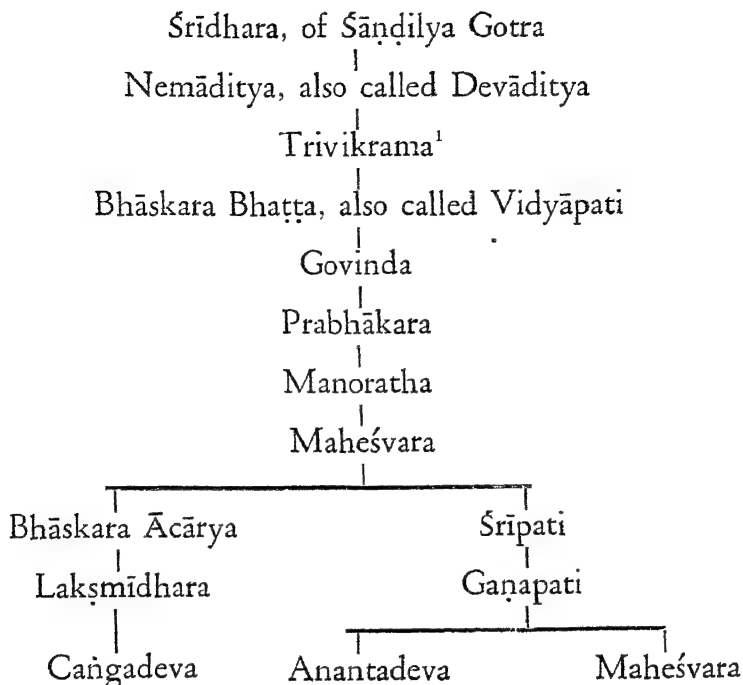 Śrīdhara, of Śāṇḍilya Gotra
Nemāditya, also called Devāditya
Trivikrama¹
Bhāskara Bhaṭṭa, also called Vidyāpati
Govinda
Prabhākara
Manoratha
Maheśvara
Bhāskara Ācārya Śrīpati
Lakṣmīdhara Gaṇapati
Caṅgadeva Anantadeva Maheśvara